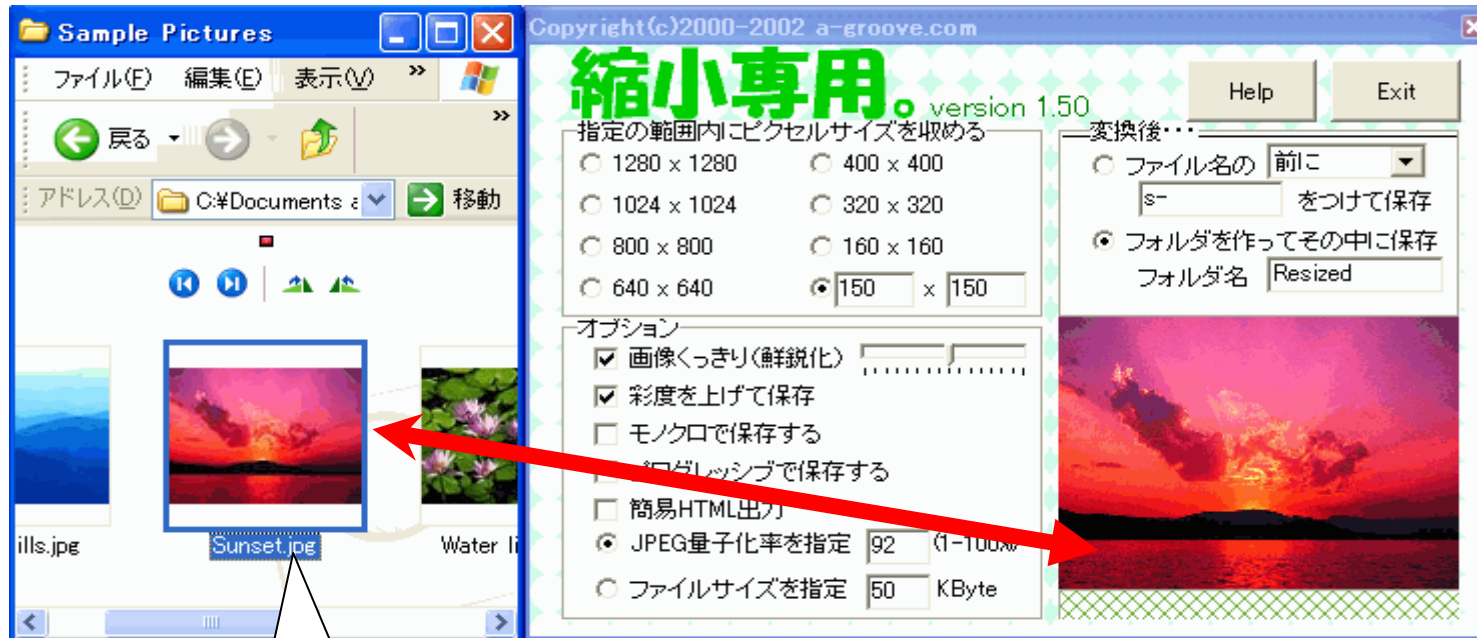 Sample Pictures
ファイル(F) 編集(E) 表示(V) »
戻る »
アドレス(D) C:¥Documents a 移動
ills.jpg Sunset.jpg Water li
Copyright(c)2000-2002 a-groove.com
縮小専用。version 1.50
Help Exit
指定の範囲内にピクセルサイズを収める
1280 x 1280 400 x 400
1024 x 1024 320 x 320
800 x 800 160 x 160
640 x 640 150 x 150
オプション
画像くっきり(鮮鋭化)
彩度を上げて保存
モノクロで保存する
プログレッシブで保存する
簡易HTML出力
JPEG量子化率を指定 92 (1-100%)
ファイルサイズを指定 50 KByte
変換後・・・
ファイル名の 前に
s- をつけて保存
フォルダを作ってその中に保存
フォルダ名 Resized